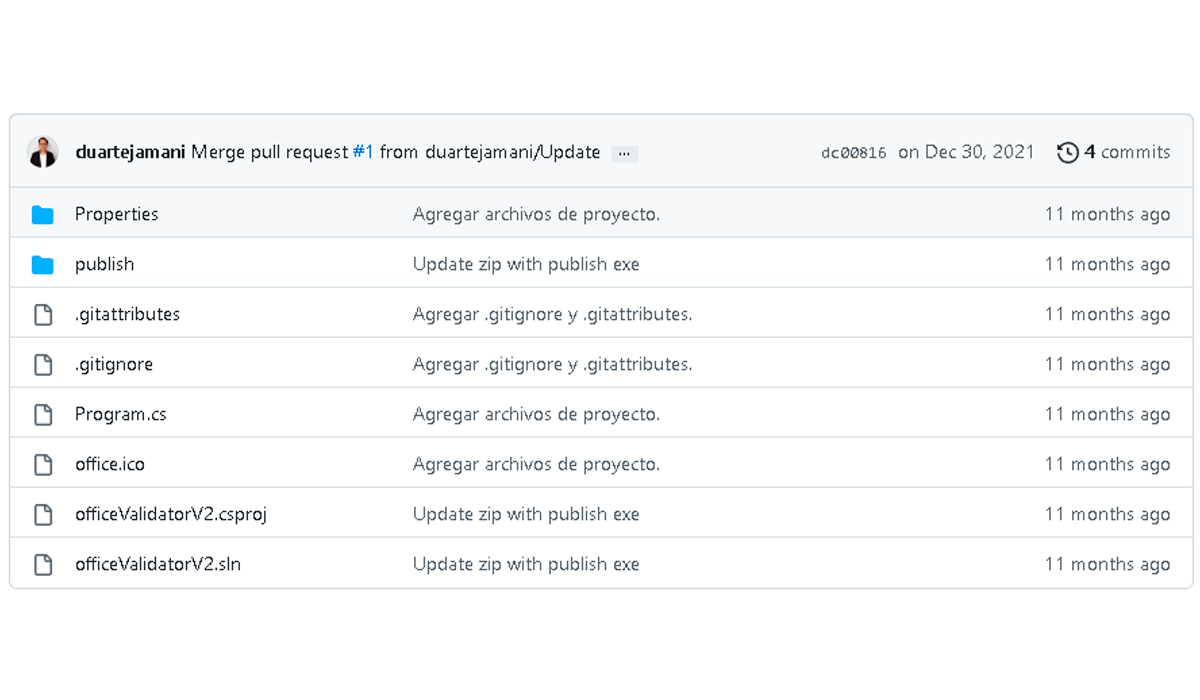 duartejamani Merge pull request #1 from duartejamani/Update ... dc00816 on Dec 30, 2021 4 commits
Properties Agregar archivos de proyecto. 11 months ago
publish Update zip with publish exe 11 months ago
.gitattributes Agregar .gitignore y .gitattributes. 11 months ago
.gitignore Agregar .gitignore y .gitattributes. 11 months ago
Program.cs Agregar archivos de proyecto. 11 months ago
office.ico Agregar archivos de proyecto. 11 months ago
officeValidatorV2.csproj Update zip with publish exe 11 months ago
officeValidatorV2.sln Update zip with publish exe 11 months ago